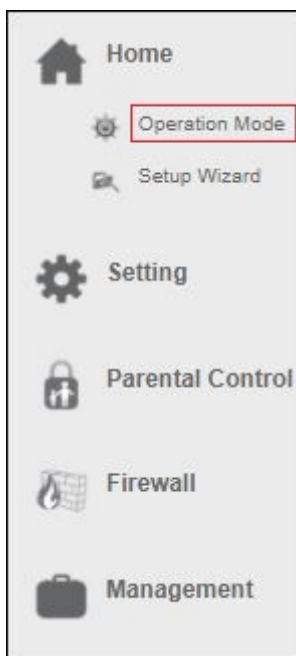 Home
Operation Mode
Setup Wizard
Setting
Parental Control
Firewall
Management